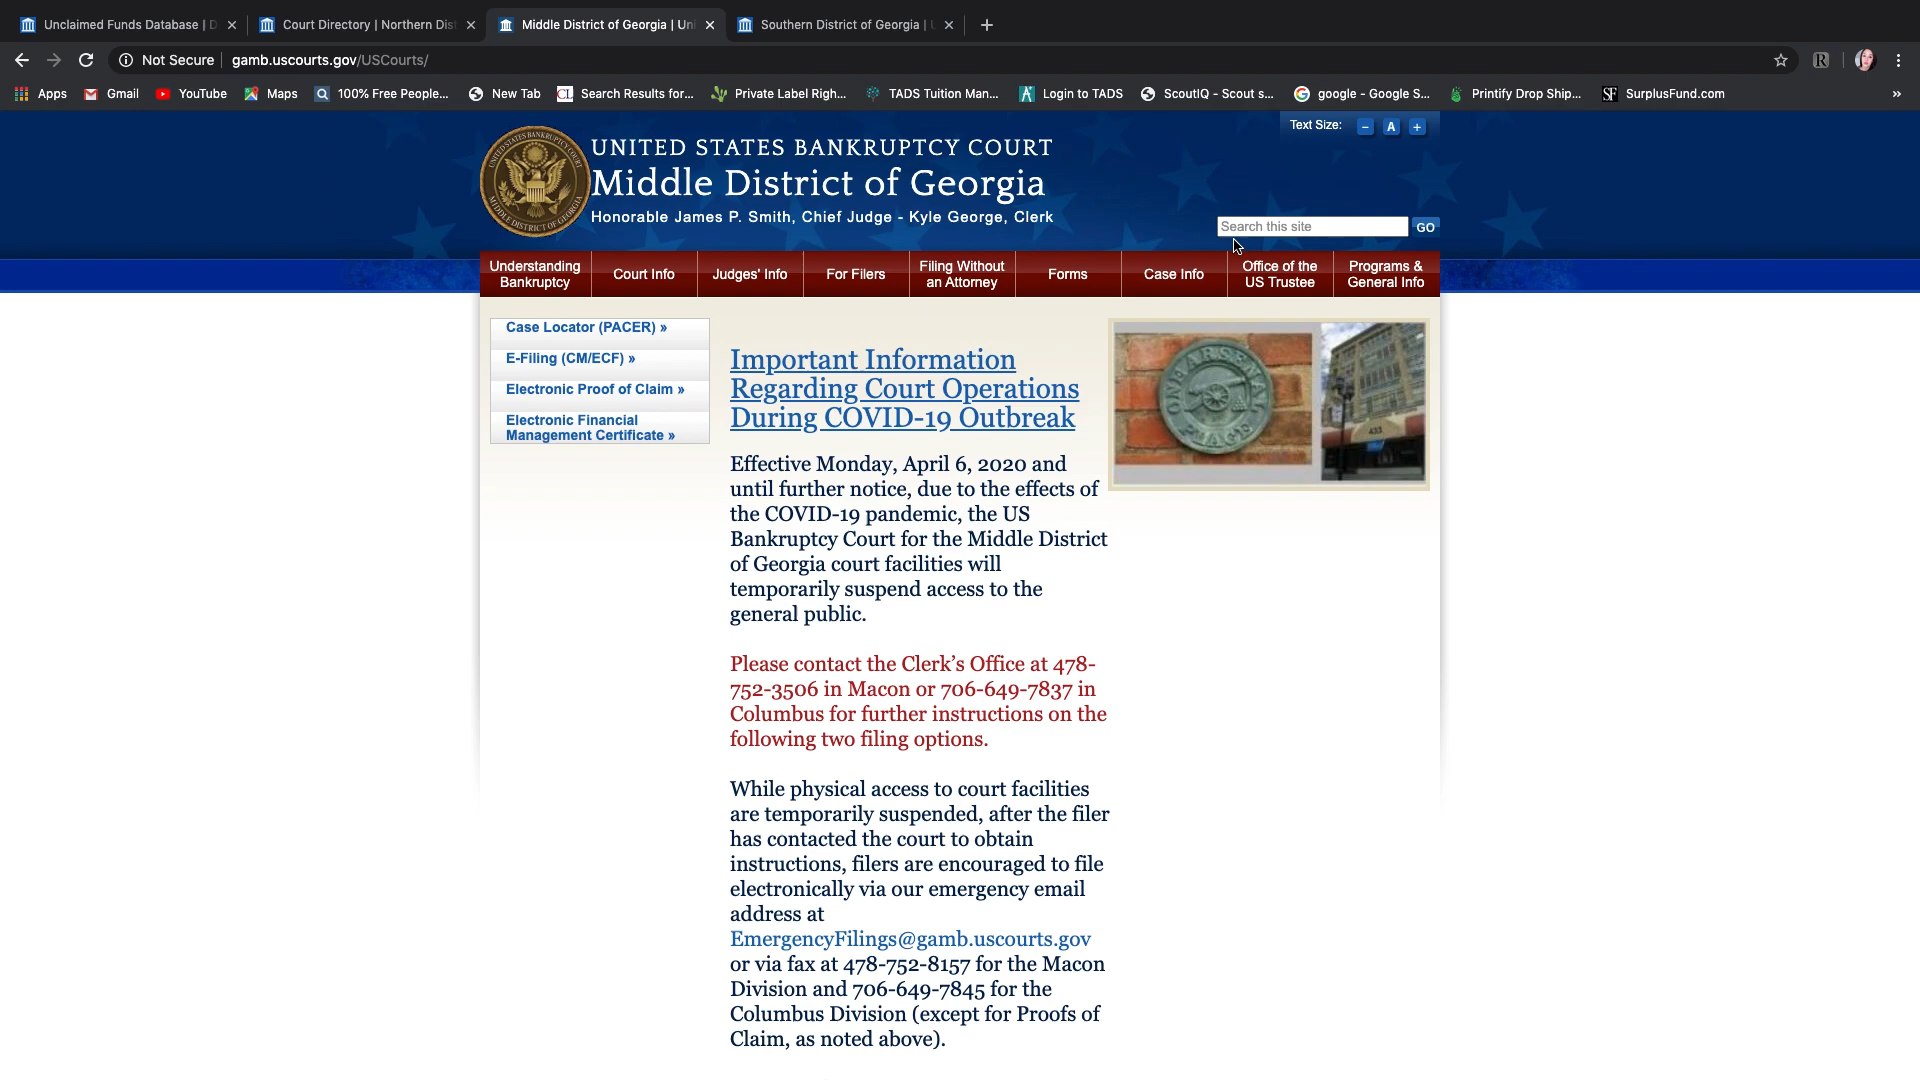 Unclaimed Funds Database | D
Court Directory | Northern Dist
Middle District of Georgia | Uni
Southern District of Georgia | U
Not Secure
gamb.uscourts.gov/USCourts/
Apps
Gmail
YouTube
Maps
100% Free People...
New Tab
Search Results for...
Private Label Righ...
TADS Tuition Man...
Login to TADS
ScoutIQ - Scout s...
google - Google S...
Printify Drop Ship...
SurplusFund.com
»
Text Size: - A +
UNITED STATES BANKRUPTCY COURT
Middle District of Georgia
Honorable James P. Smith, Chief Judge - Kyle George, Clerk
Search this site
GO
Understanding
Bankruptcy
Court Info
Judges' Info
For Filers
Filing Without
an Attorney
Forms
Case Info
Office of the
US Trustee
Programs &
General Info
Case Locator (PACER) »
E-Filing (CM/ECF) »
Electronic Proof of Claim »
Electronic Financial
Management Certificate »
Important Information
Regarding Court Operations
During COVID-19 Outbreak
Effective Monday, April 6, 2020 and
until further notice, due to the effects of
the COVID-19 pandemic, the US
Bankruptcy Court for the Middle District
of Georgia court facilities will
temporarily suspend access to the
general public.
Please contact the Clerk’s Office at 478-
752-3506 in Macon or 706-649-7837 in
Columbus for further instructions on the
following two filing options.
While physical access to court facilities
are temporarily suspended, after the filer
has contacted the court to obtain
instructions, filers are encouraged to file
electronically via our emergency email
address at
EmergencyFilings@gamb.uscourts.gov
or via fax at 478-752-8157 for the Macon
Division and 706-649-7845 for the
Columbus Division (except for Proofs of
Claim, as noted above).
ONE ARSENAL
PLACE
433